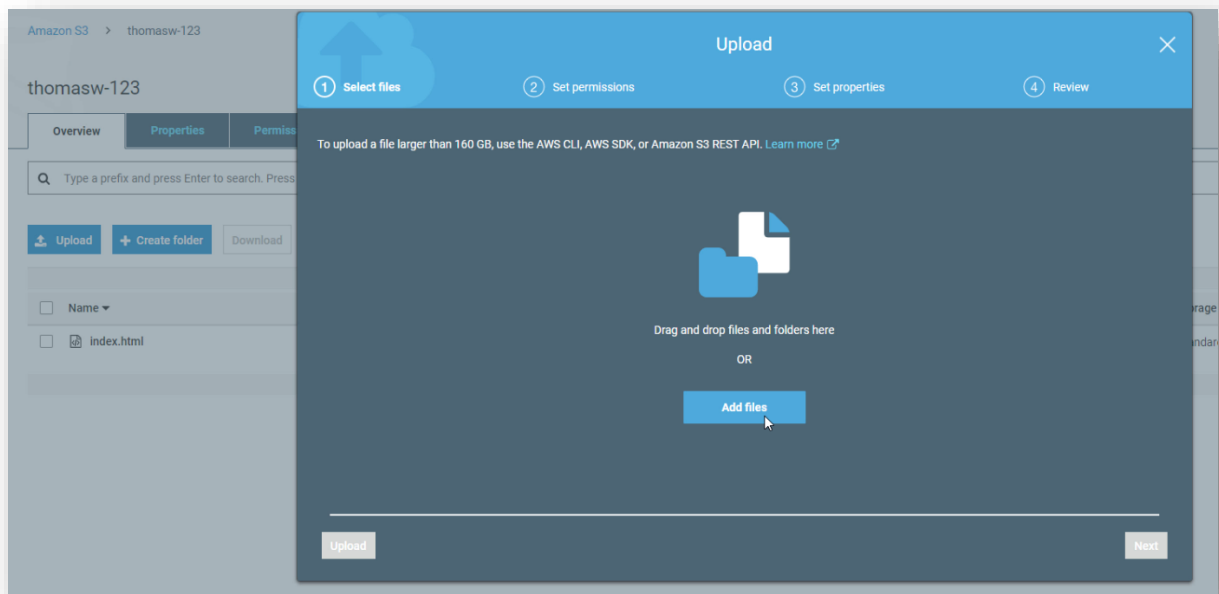 Amazon S3 > thomasw-123
thomasw-123
Overview Properties
Type a prefix and press Enter to search. Press
Upload + Create folder Download
Name
index.html
Upload
1 Select files 2 Set permissions 3 Set properties 4 Review
To upload a file larger than 160 GB, use the AWS CLI, AWS SDK, or Amazon S3 REST API. Learn more
Drag and drop files and folders here
OR
Add files
Upload Next